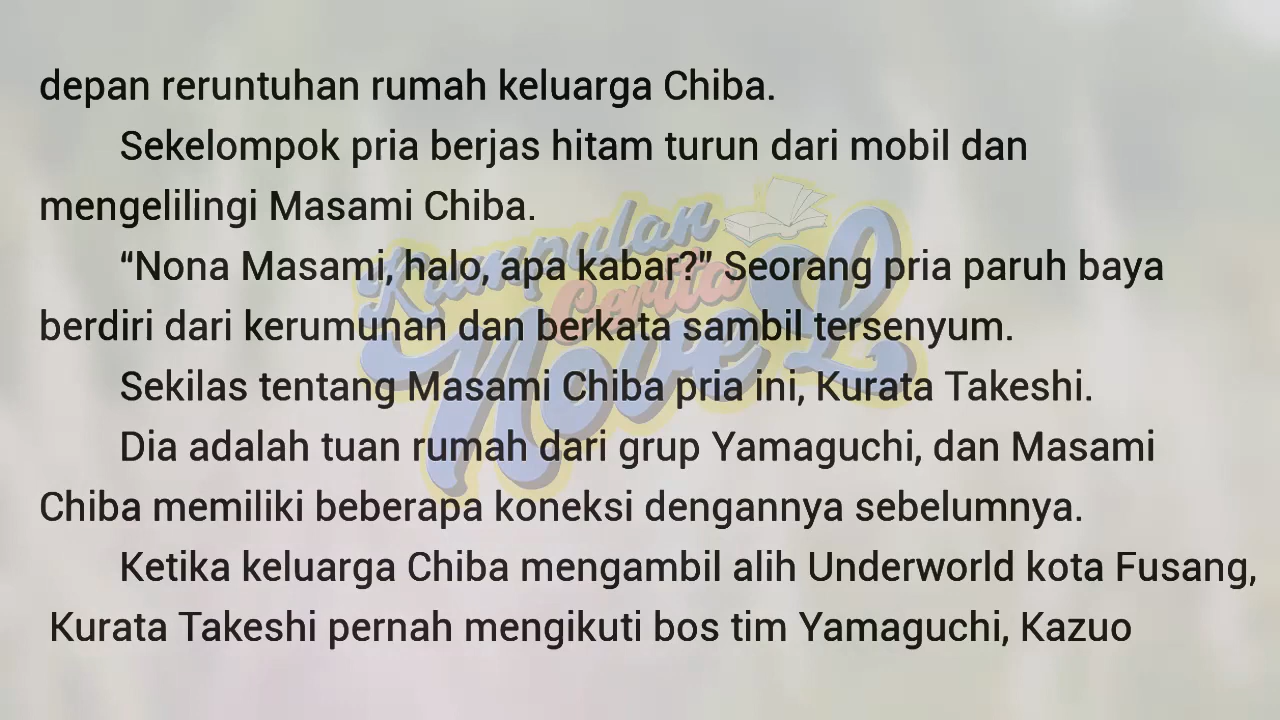 depan reruntuhan rumah keluarga Chiba.
Sekelompok pria berjas hitam turun dari mobil dan
mengelilingi Masami Chiba.
“Nona Masami, halo, apa kabar?” Seorang pria paruh baya
berdiri dari kerumunan dan berkata sambil tersenyum.
Sekilas tentang Masami Chiba pria ini, Kurata Takeshi.
Dia adalah tuan rumah dari grup Yamaguchi, dan Masami
Chiba memiliki beberapa koneksi dengannya sebelumnya.
Ketika keluarga Chiba mengambil alih Underworld kota Fusang,
Kurata Takeshi pernah mengikuti bos tim Yamaguchi, Kazuo
Kumpulan
Cerita
NoveL